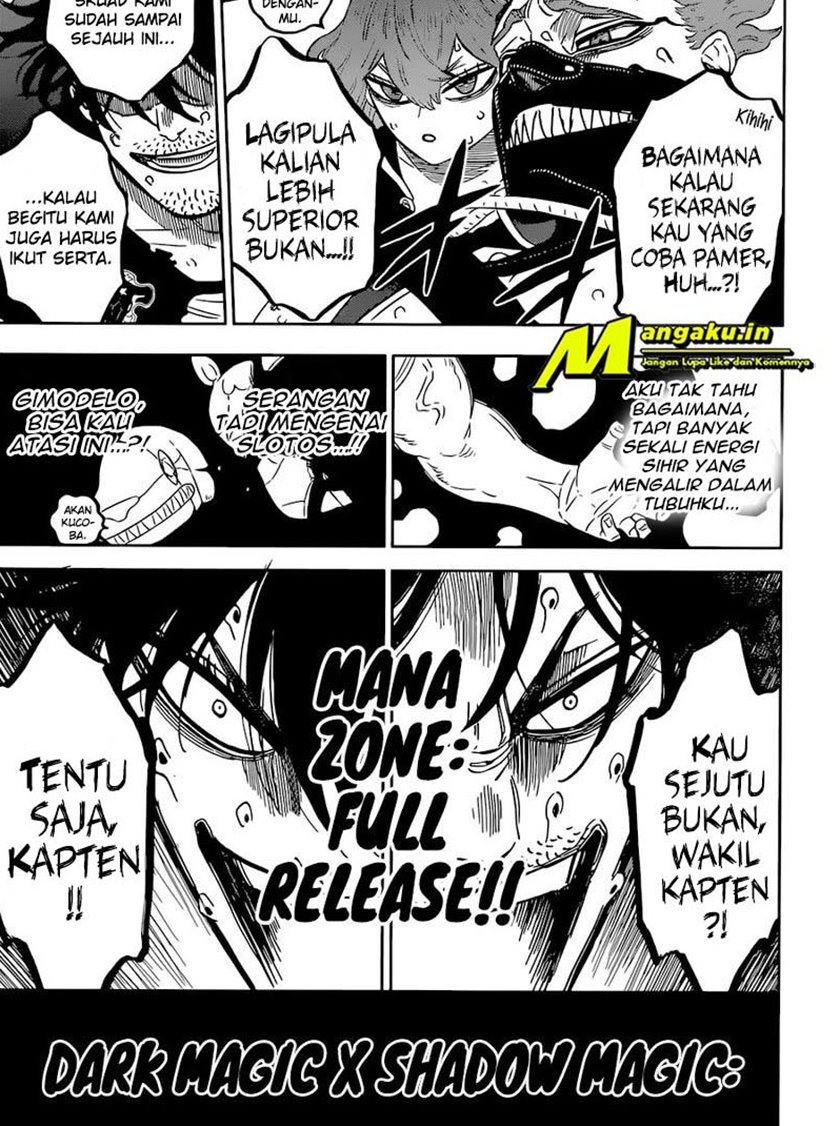 DENGAN-
MU.
Kihihi
BAGAIMANA
KALAU
SEKARANG
KAU YANG
COBA PAMER,
HUH...?!
LAGIPULA
KALIAN
LEBIH
SUPERIOR
BUKAN...!!
SKUAD KAMI
SUDAH SAMPAI
SEJAUH INI...
...KALAU
BEGITU KAMI
JUGA HARUS
IKUT SERTA.
Mangaku.in
Jangan Lupa Like dan Komennya
AKU TAK TAHU
BAGAIMANA,
TAPI BANYAK
SEKALI ENERGI
SIHIR YANG
MENGALIR DALAM
TUBUHKU...
SERANGAN
TADI MENGENAI
SLOTOS...!!
GIMODELO,
BISA KAU
ATASI INI...?!
AKAN
KUCO-
BA.
KAU
SEJUTU
BUKAN,
WAKIL
KAPTEN
?!
MANA
ZONE:
FULL
RELEASE!!
TENTU
SAJA,
KAPTEN
!!
DARK MAGIC X SHADOW MAGIC: